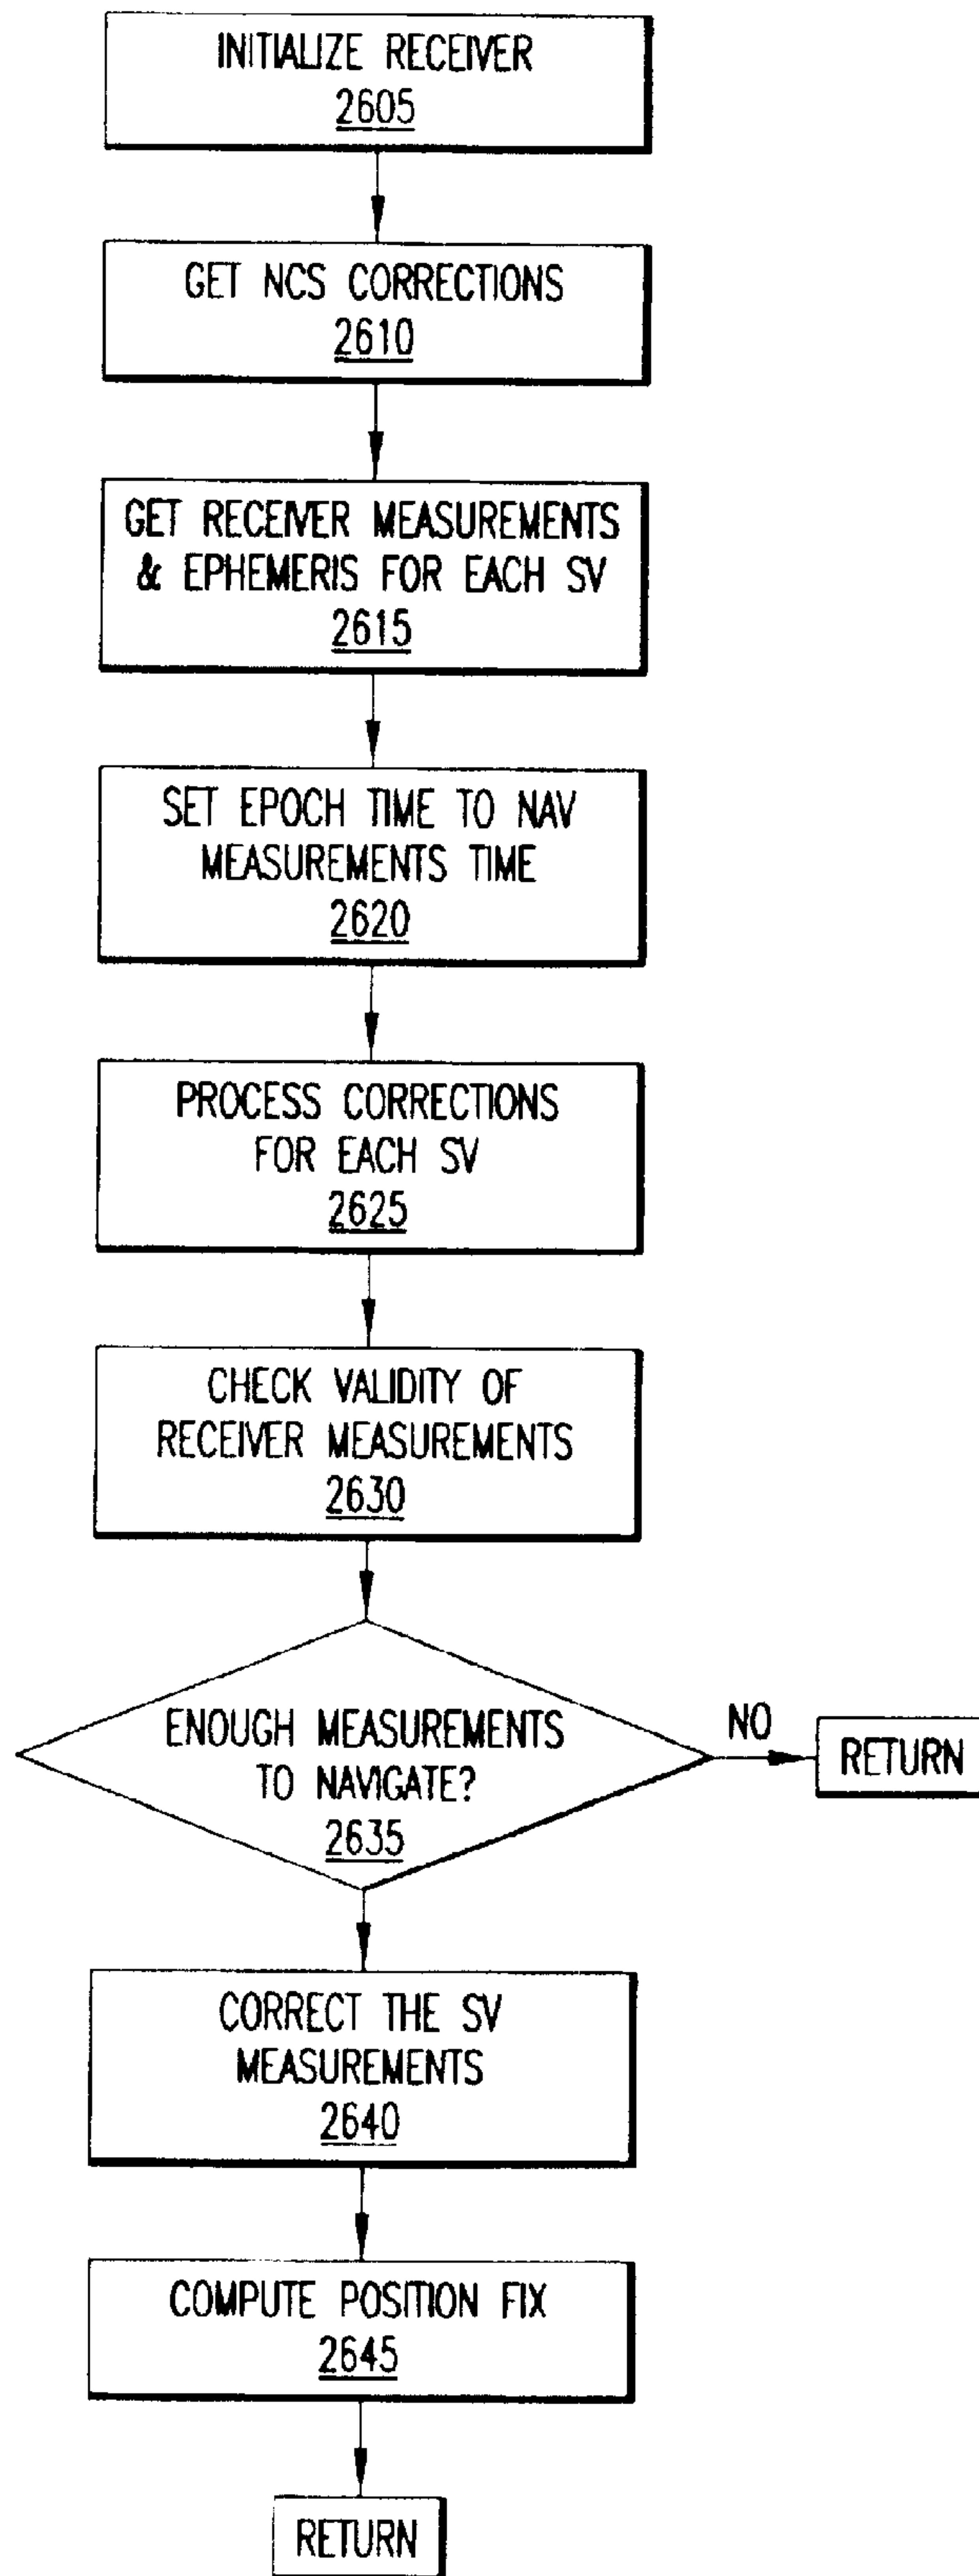 INITIALIZE RECEIVER
2605
GET NCS CORRECTIONS
2610
GET RECEIVER MEASUREMENTS
& EPHEMERIS FOR EACH SV
2615
SET EPOCH TIME TO NAV
MEASUREMENTS TIME
2620
PROCESS CORRECTIONS
FOR EACH SV
2625
CHECK VALIDITY OF
RECEIVER MEASUREMENTS
2630
ENOUGH MEASUREMENTS
TO NAVIGATE?
2635
NO
RETURN
CORRECT THE SV
MEASUREMENTS
2640
COMPUTE POSITION FIX
2645
RETURN